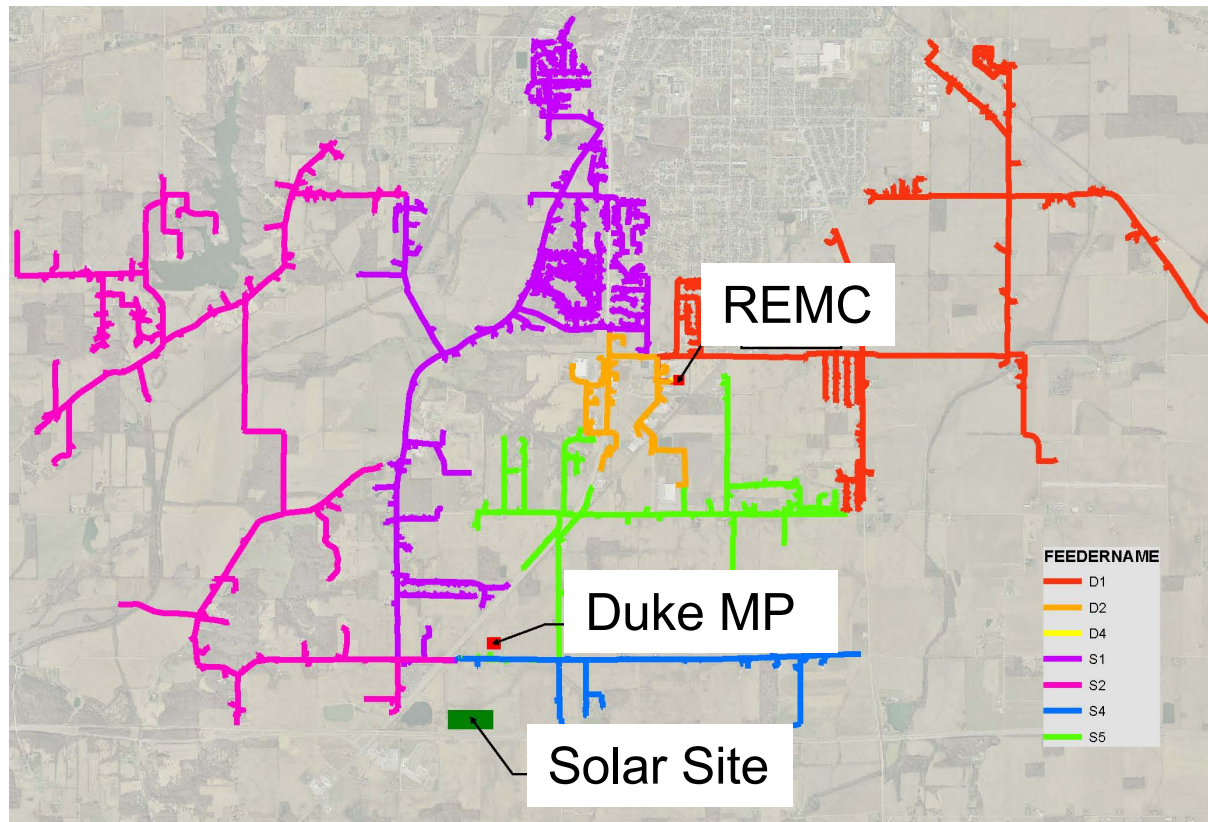 REMC
Duke MP
Solar Site
FEEDERNAME
D1
D2
D4
S1
S2
S4
S5